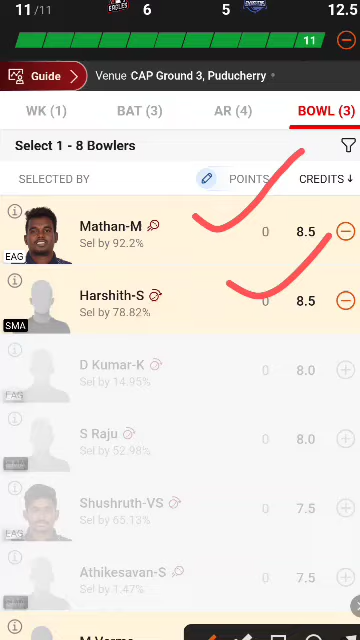 11/11
EAGLES
6
5
12.5
11
Guide
Venue CAP Ground 3, Puducherry
WK (1) BAT (3) AR (4) BOWL (3)
Select 1 - 8 Bowlers
SELECTED BY POINTS CREDITS ↓
Mathan-M 0 8.5
Sel by 92.2%
EAG
Harshith-S 0 8.5
Sel by 78.82%
SMA
D Kumar-K 0 8.0
Sel by 14.95%
EAG
S Raju 0 8.0
Sel by 52.98%
Shushruth-VS 0 7.5
Sel by 65.13%
EAG
Athikesavan-S 0 7.5
Sel by 1.47%
M Verma